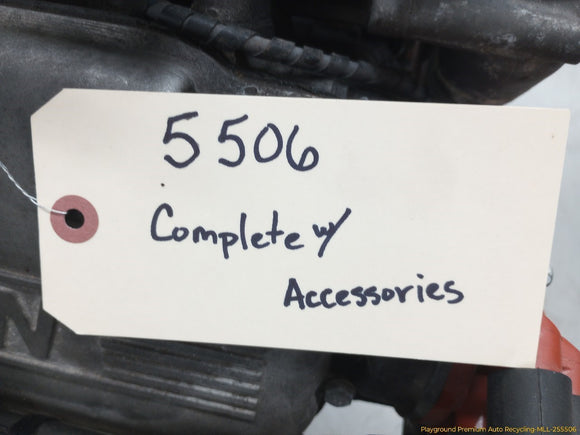 5506
Complete w/
Accessories
N
Playground Premium Auto Recycling-MLL-255506